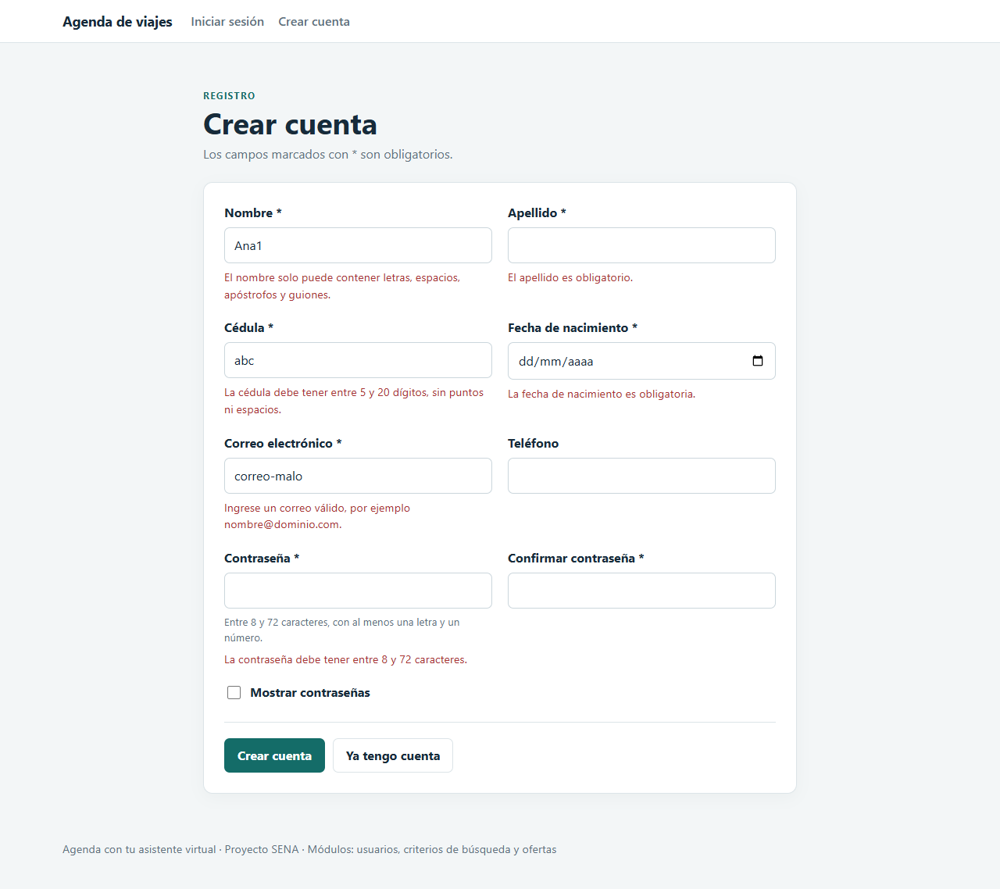 Agenda de viajes Iniciar sesión Crear cuenta
REGISTRO
Crear cuenta
Los campos marcados con * son obligatorios.
Nombre * Apellido *
Ana1
El nombre solo puede contener letras, espacios, El apellido es obligatorio.
apóstrofos y guiones.
Cédula * Fecha de nacimiento *
abc dd/mm/aaaa
La cédula debe tener entre 5 y 20 dígitos, sin puntos La fecha de nacimiento es obligatoria.
ni espacios.
Correo electrónico * Teléfono
correo-malo
Ingrese un correo válido, por ejemplo
nombre@dominio.com.
Contraseña * Confirmar contraseña *
Entre 8 y 72 caracteres, con al menos una letra y un
número.
La contraseña debe tener entre 8 y 72 caracteres.
Mostrar contraseñas
Crear cuenta Ya tengo cuenta
Agenda con tu asistente virtual · Proyecto SENA · Módulos: usuarios, criterios de búsqueda y ofertas